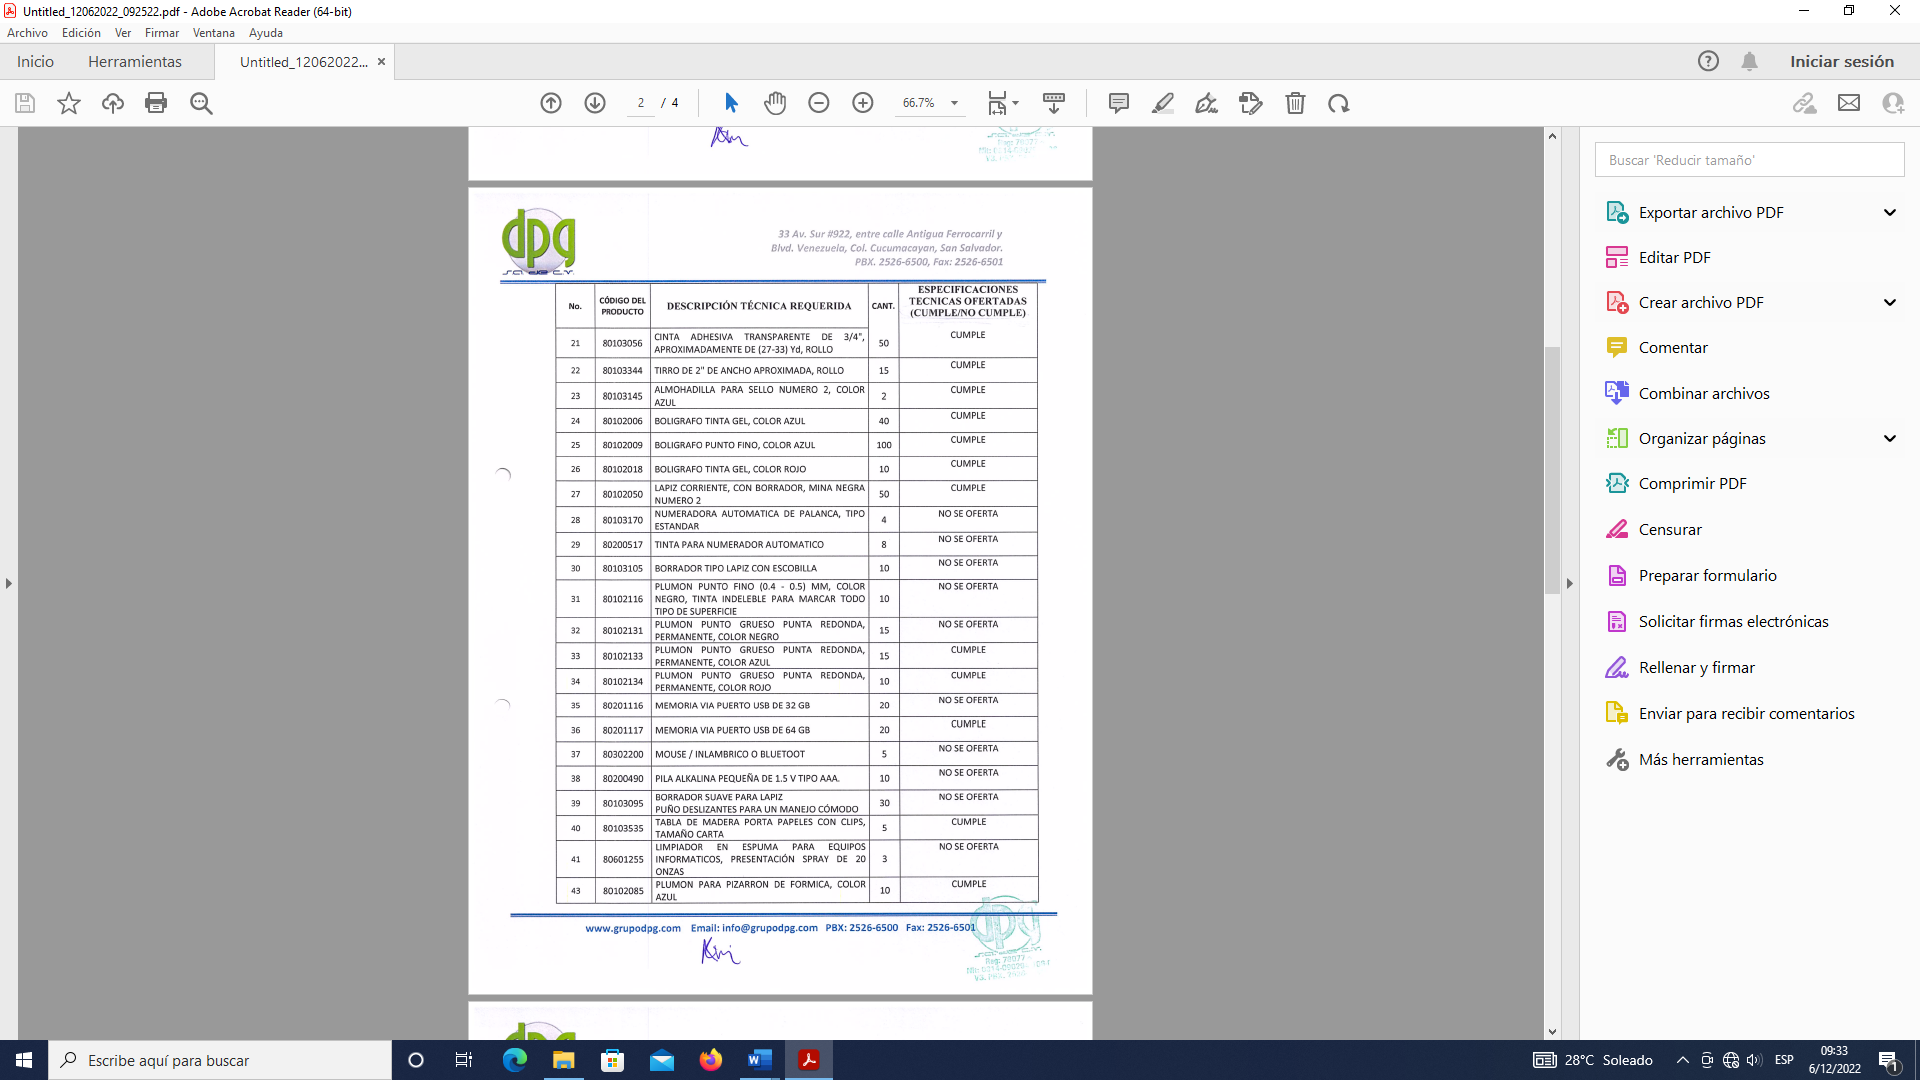 Untitled_12062022_092522.pdf - Adobe Acrobat Reader (64-bit)
Archivo Edición Ver Firmar Ventana Ayuda
Inicio Herramientas Untitled_12062022... Iniciar sesión
2 / 4 66.7%
dpg
s.a. de c.v.
33 Av. Sur #922, entre calle Antigua Ferrocarril y
Blvd. Venezuela, Col. Cucumacayan, San Salvador.
PBX. 2526-6500, Fax: 2526-6501
No. CÓDIGO DEL PRODUCTO DESCRIPCIÓN TÉCNICA REQUERIDA CANT. ESPECIFICACIONES TECNICAS OFERTADAS (CUMPLE/NO CUMPLE)
21 80103056 CINTA ADHESIVA TRANSPARENTE DE 3/4", APROXIMADAMENTE DE (27-33) Yd, ROLLO 50 CUMPLE
22 80103344 TIRRO DE 2" DE ANCHO APROXIMADA, ROLLO 15 CUMPLE
23 80103145 ALMOHADILLA PARA SELLO NUMERO 2, COLOR AZUL 2 CUMPLE
24 80102006 BOLIGRAFO TINTA GEL, COLOR AZUL 40 CUMPLE
25 80102009 BOLIGRAFO PUNTO FINO, COLOR AZUL 100 CUMPLE
26 80102018 BOLIGRAFO TINTA GEL, COLOR ROJO 10 CUMPLE
27 80102050 LAPIZ CORRIENTE, CON BORRADOR, MINA NEGRA NUMERO 2 50 CUMPLE
28 80103170 NUMERADORA AUTOMATICA DE PALANCA, TIPO ESTANDAR 4 NO SE OFERTA
29 80200517 TINTA PARA NUMERADOR AUTOMATICO 8 NO SE OFERTA
30 80103105 BORRADOR TIPO LAPIZ CON ESCOBILLA 10 NO SE OFERTA
31 80102116 PLUMON PUNTO FINO (0.4 - 0.5) MM, COLOR NEGRO, TINTA INDELEBLE PARA MARCAR TODO TIPO DE SUPERFICIE 10 NO SE OFERTA
32 80102131 PLUMON PUNTO GRUESO PUNTA REDONDA, PERMANENTE, COLOR NEGRO 15 NO SE OFERTA
33 80102133 PLUMON PUNTO GRUESO PUNTA REDONDA, PERMANENTE, COLOR AZUL 15 CUMPLE
34 80102134 PLUMON PUNTO GRUESO PUNTA REDONDA, PERMANENTE, COLOR ROJO 10 CUMPLE
35 80201116 MEMORIA VIA PUERTO USB DE 32 GB 20 NO SE OFERTA
36 80201117 MEMORIA VIA PUERTO USB DE 64 GB 20 CUMPLE
37 80302200 MOUSE / INLAMBRICO O BLUETOOT 5 NO SE OFERTA
38 80200490 PILA ALKALINA PEQUEÑA DE 1.5 V TIPO AAA. 10 NO SE OFERTA
39 80103095 BORRADOR SUAVE PARA LAPIZ PUÑO DESLIZANTES PARA UN MANEJO CÓMODO 30 NO SE OFERTA
40 80103535 TABLA DE MADERA PORTA PAPELES CON CLIPS, TAMAÑO CARTA 5 CUMPLE
41 80601255 LIMPIADOR EN ESPUMA PARA EQUIPOS INFORMATICOS, PRESENTACIÓN SPRAY DE 20 ONZAS 3 NO SE OFERTA
43 80102085 PLUMON PARA PIZARRON DE FORMICA, COLOR AZUL 10 CUMPLE
www.grupodpg.com Email: info@grupodpg.com PBX: 2526-6500 Fax: 2526-6501
dpg
Buscar 'Reducir tamaño'
Exportar archivo PDF
Editar PDF
Crear archivo PDF
Comentar
Combinar archivos
Organizar páginas
Comprimir PDF
Censurar
Preparar formulario
Solicitar firmas electrónicas
Rellenar y firmar
Enviar para recibir comentarios
Más herramientas
Escribe aquí para buscar
28°C Soleado
ESP
09:33
6/12/2022
1